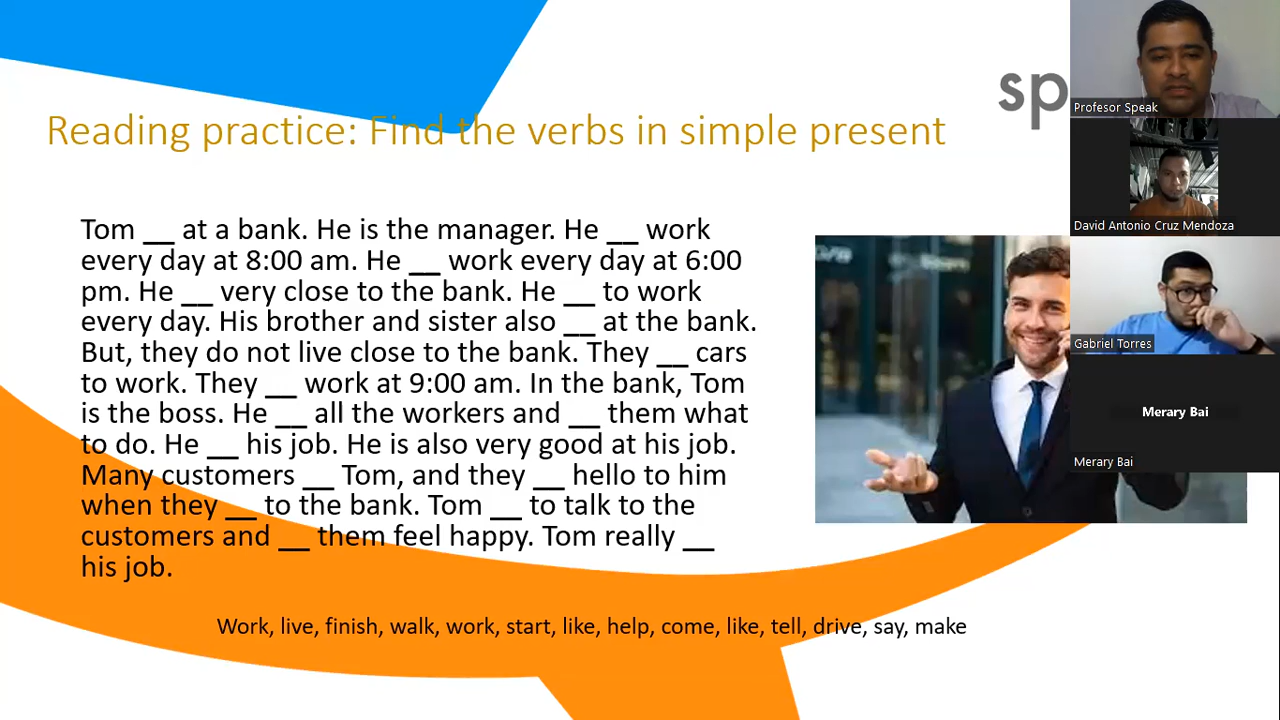 sp
Reading practice: Find the verbs in simple present
Tom __ at a bank. He is the manager. He __ work
every day at 8:00 am. He __ work every day at 6:00
pm. He __ very close to the bank. He __ to work
every day. His brother and sister also __ at the bank.
But, they do not live close to the bank. They __ cars
to work. They __ work at 9:00 am. In the bank, Tom
is the boss. He __ all the workers and __ them what
to do. He __ his job. He is also very good at his job.
Many customers __ Tom, and they __ hello to him
when they __ to the bank. Tom __ to talk to the
customers and __ them feel happy. Tom really __
his job.
Work, live, finish, walk, work, start, like, help, come, like, tell, drive, say, make
Profesor Speak
David Antonio Cruz Mendoza
Gabriel Torres
Merary Bai
Merary Bai